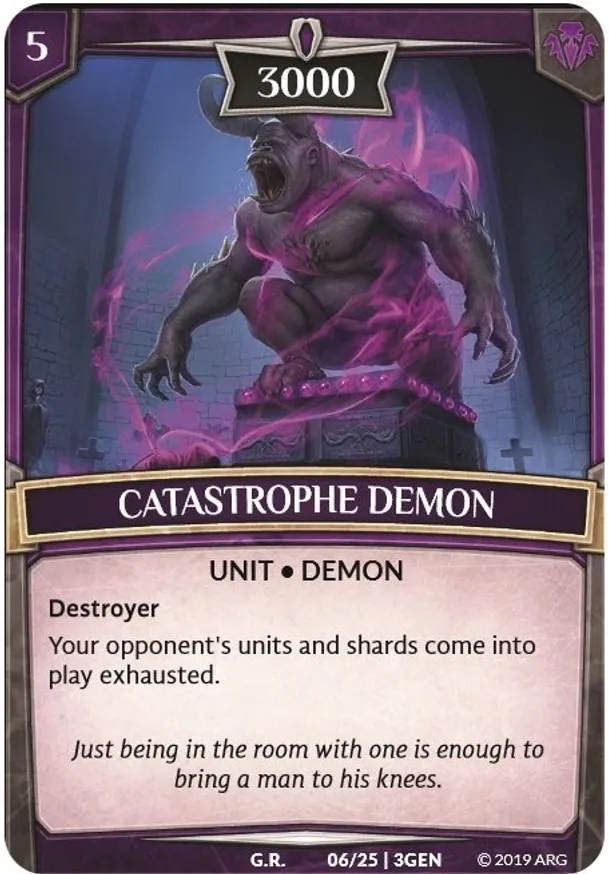 5
3000
CATASTROPHE DEMON
UNIT • DEMON
Destroyer
Your opponent's units and shards come into
play exhausted.
Just being in the room with one is enough to
bring a man to his knees.
G.R. 06/25 | 3GEN © 2019 ARG